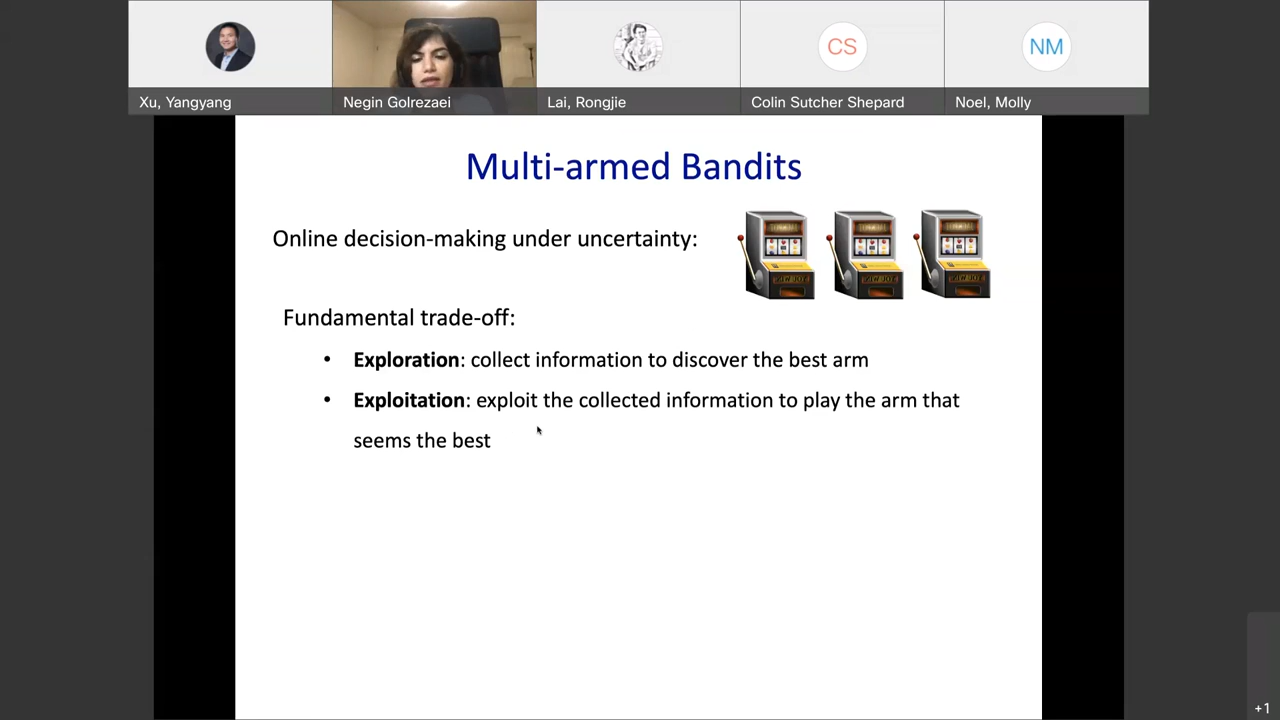 Xu, Yangyang
Negin Golrezaei
Lai, Rongjie
CS
Colin Sutcher Shepard
NM
Noel, Molly
Multi-armed Bandits
Online decision-making under uncertainty:
Fundamental trade-off:
• Exploration: collect information to discover the best arm
• Exploitation: exploit the collected information to play the arm that
seems the best
+1